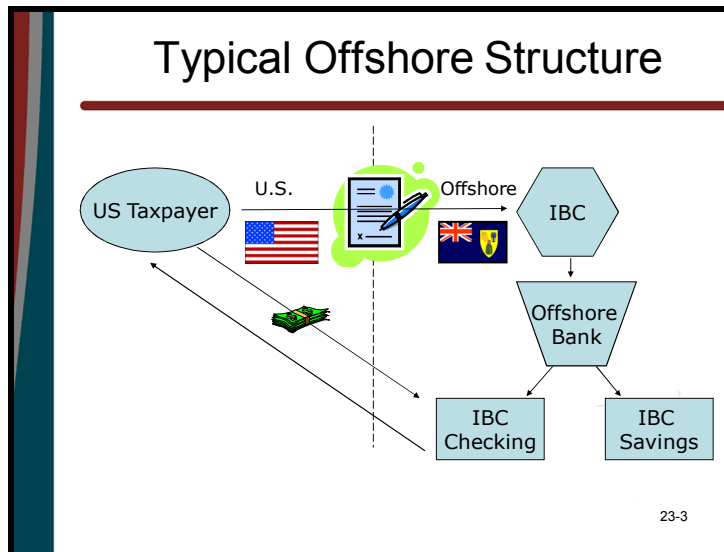 Typical Offshore Structure
U.S.
Offshore
US Taxpayer
IBC
x
Offshore
Bank
IBC
Checking
IBC
Savings
23-3